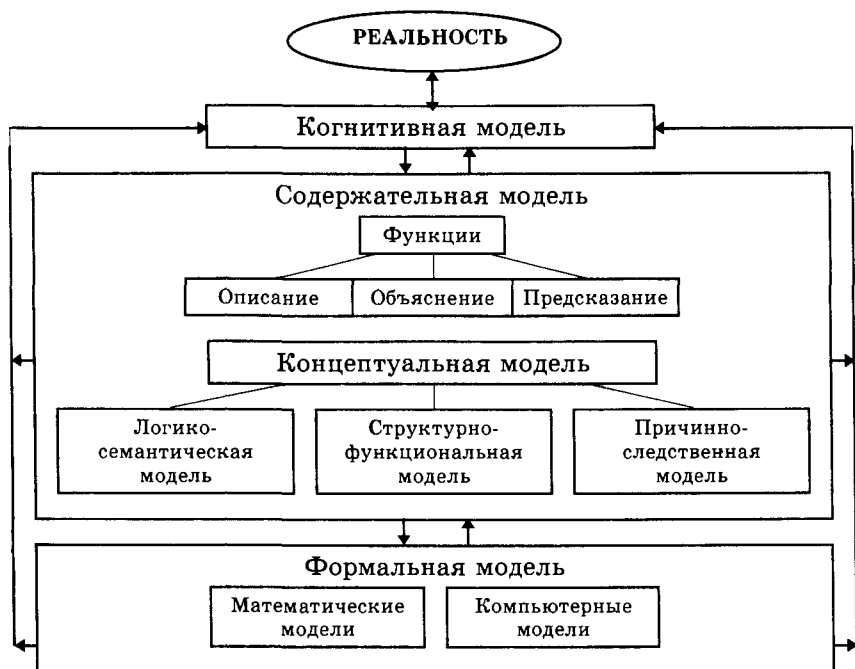 РЕАЛЬНОСТЬ
Когнитивная модель
Содержательная модель
Функции
Описание Объяснение Предсказание
Концептуальная модель
Логико-
семантическая
модель
Структурно-
функциональная
модель
Причинно-
следственная
модель
Формальная модель
Математические
модели
Компьютерные
модели